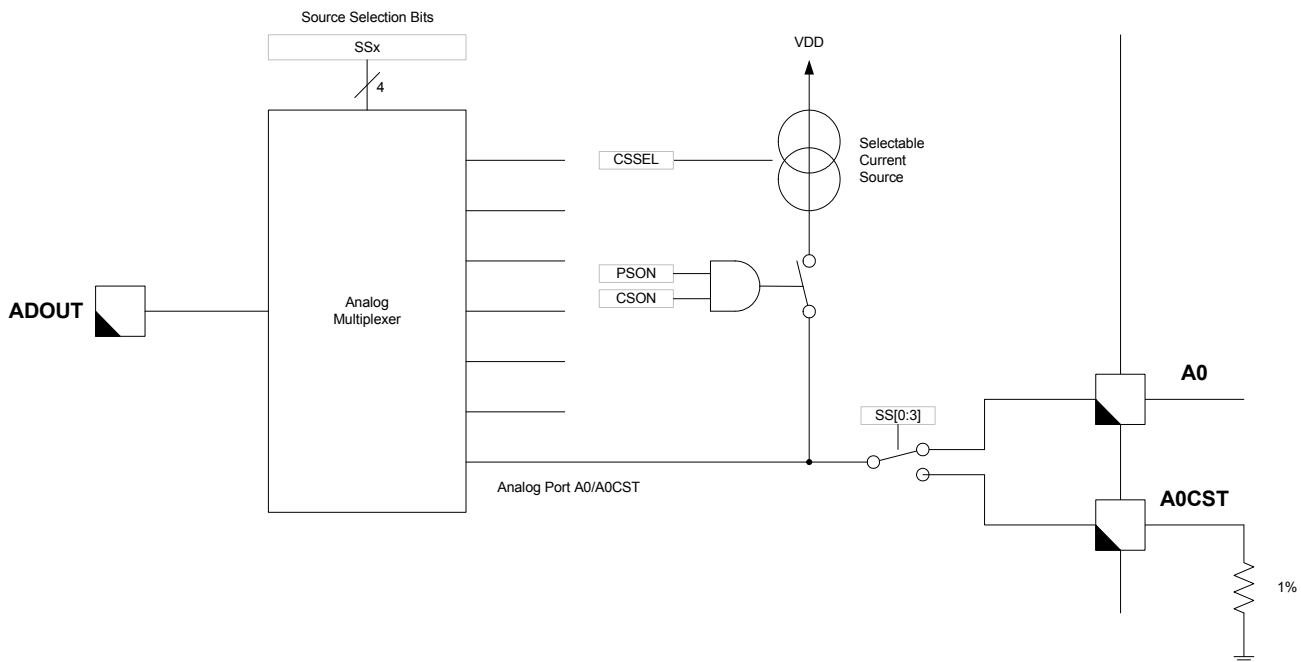 Source Selection Bits
SSx
4
VDD
CSSEL
Selectable
Current
Source
PSON
CSON
ADOUT
Analog
Multiplexer
A0
SS[0:3]
Analog Port A0/A0CST
A0CST
1%